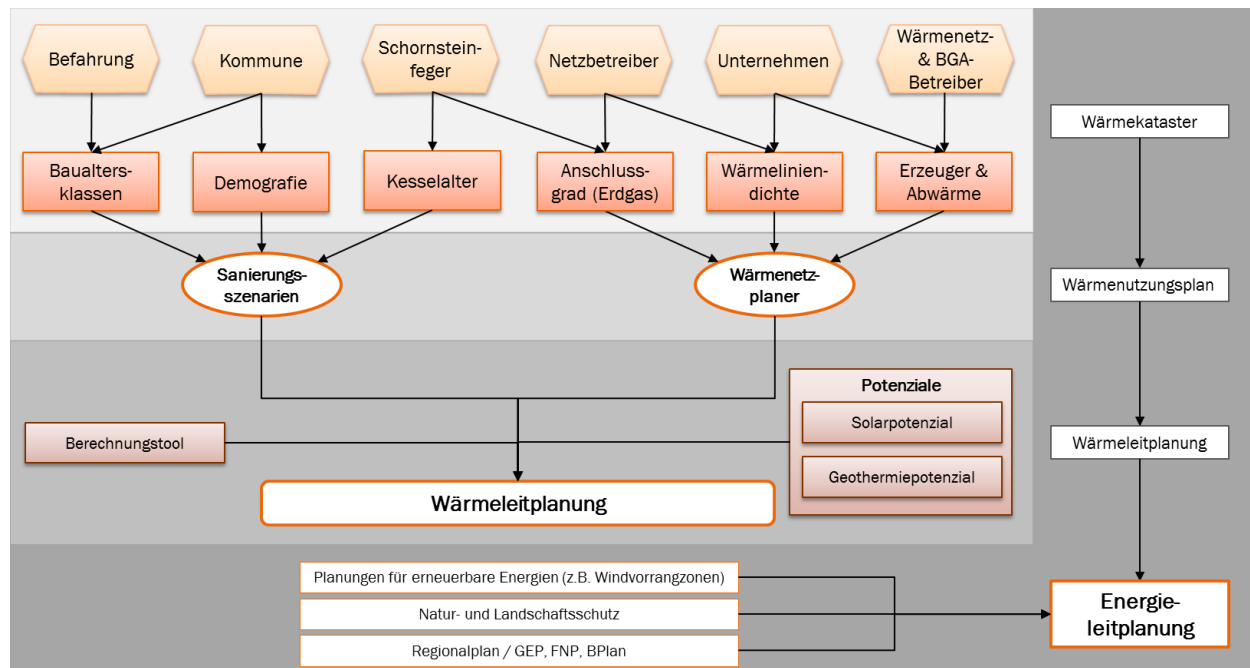 Befahrung
Kommune
Schornstein-
feger
Netzbetreiber
Unternehmen
Wärmenetz-
& BGA-
Betreiber
Wärmekataster
Baualters-
klassen
Demografie
Kesselalter
Anschluss-
grad (Erdgas)
Wärmelinien-
dichte
Erzeuger &
Abwärme
Sanierungs-
szenarien
Wärmenetz-
planer
Wärmenutzungsplan
Potenziale
Solarpotenzial
Berechnungstool
Wärmeleitplanung
Geothermiepotenzial
Wärmeleitplanung
Planungen für erneuerbare Energien (z.B. Windvorrangzonen)
Natur- und Landschaftsschutz
Regionalplan / GEP, FNP, BPlan
Energie-
leitplanung